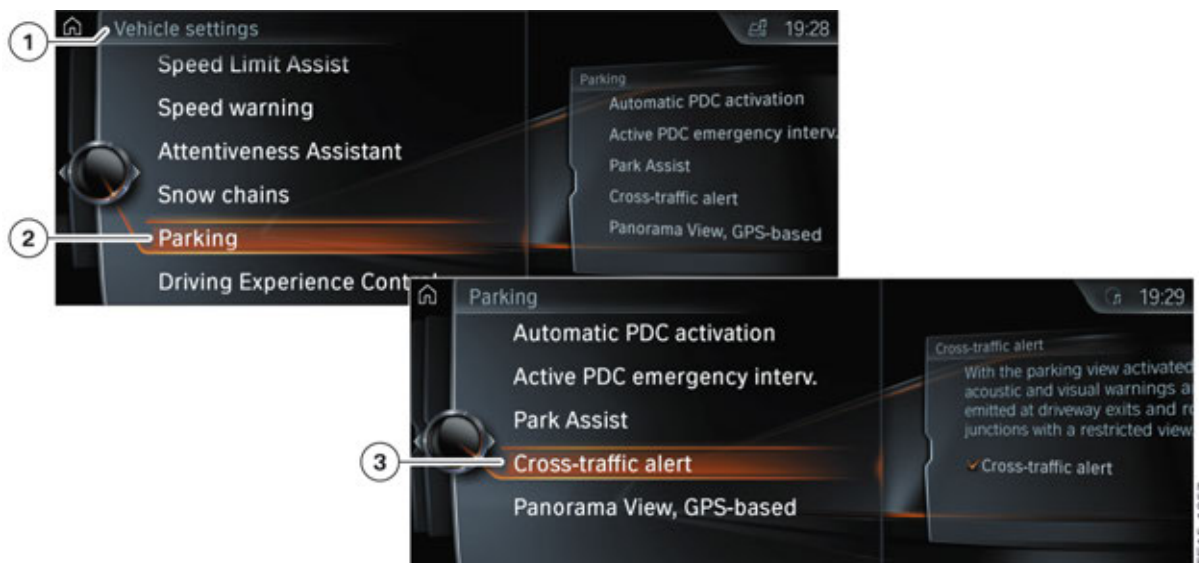 1
Vehicle settings
19:28
Speed Limit Assist
Speed warning
Attentiveness Assistant
Snow chains
2
Parking
Driving Experience Cont
Parking
Automatic PDC activation
Active PDC emergency interv.
Park Assist
Cross-traffic alert
Panorama View, GPS-based
Parking
19:29
Automatic PDC activation
Active PDC emergency interv.
Park Assist
3
Cross-traffic alert
Panorama View, GPS-based
Cross-traffic alert
With the parking view activated
acoustic and visual warnings a
emitted at driveway exits and r
junctions with a restricted view
Cross-traffic alert